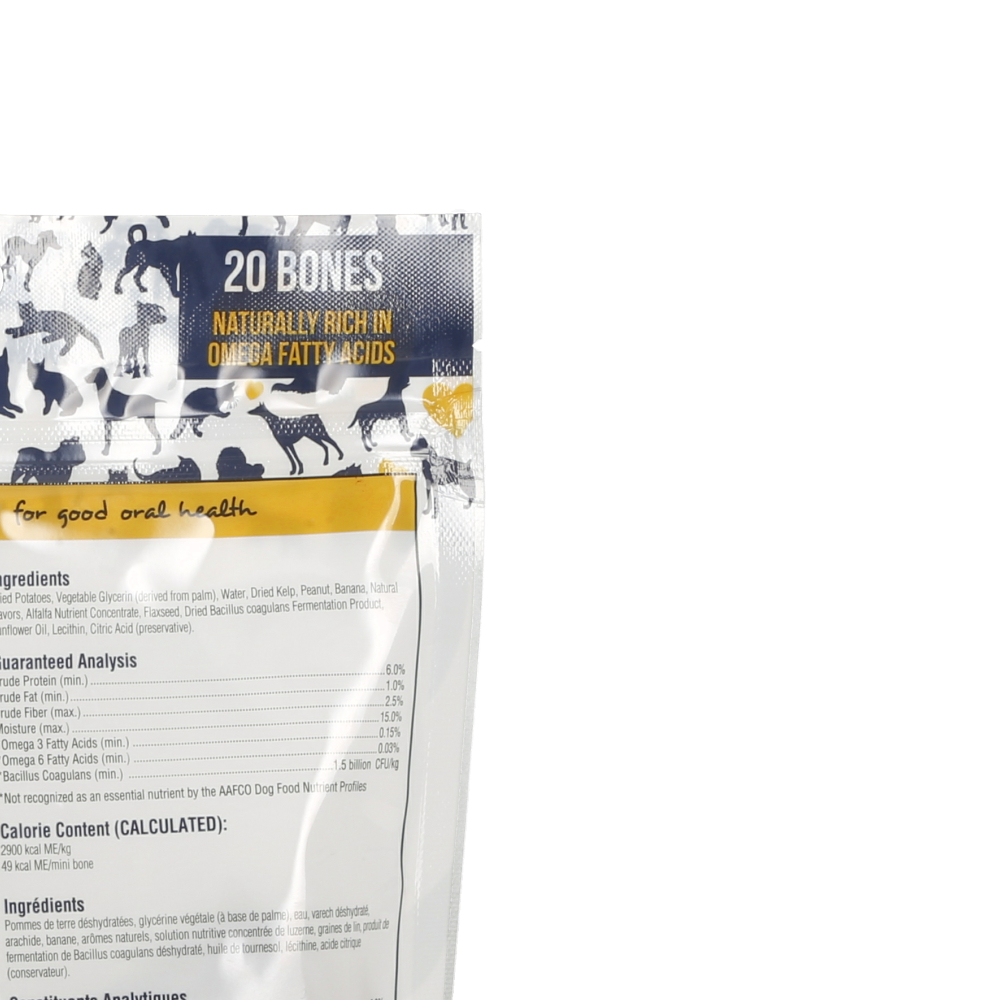 20 BONES
NATURALLY RICH IN
OMEGA FATTY ACIDS
for good oral health
ngredients
ied Potatoes, Vegetable Glycerin (derived from palm), Water, Dried Kelp, Peanut, Banana, Natural
avors, Alfalfa Nutrient Concentrate, Flaxseed, Dried Bacillus coagulans Fermentation Product,
nflower Oil, Lecithin, Citric Acid (preservative).
uaranteed Analysis
rude Protein (min.) 6.0%
rude Fat (min.) 1.0%
rude Fiber (max.) 2.5%
Moisture (max.) 15.0%
Omega 3 Fatty Acids (min.) 0.15%
Omega 6 Fatty Acids (min.) 0.03%
*Bacillus Coagulans (min.) 1.5 billion CFU/kg
*Not recognized as an essential nutrient by the AAFCO Dog Food Nutrient Profiles
Calorie Content (CALCULATED):
2900 kcal ME/kg
49 kcal ME/mini bone
Ingrédients
Pommes de terre déshydratées, glycérine végétale (à base de palme), eau, varech déshydraté,
arachide, banane, arômes naturels, solution nutritive concentrée de luzerne, graines de lin, produit de
fermentation de Bacillus coagulans déshydraté, huile de tournesol, lécithine, acide citrique
(conservateur).
Constituants Analytiques